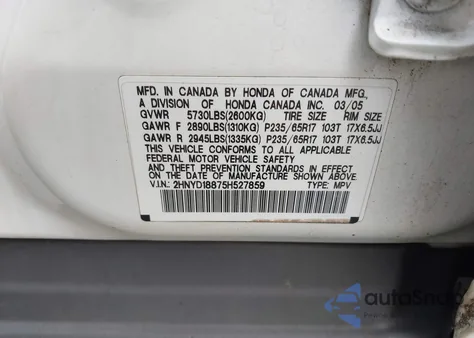 MFD. IN CANADA BY HONDA OF CANADA MFG.,
A DIVISION OF HONDA CANADA INC. 03/05
GVWR 5730LBS(2600KG) TIRE SIZE RIM SIZE
GAWR F 2890LBS(1310KG) P235/65R17 103T 17X6.5JJ
GAWR R 2945LBS(1335KG) P235/65R17 103T 17X6.5JJ
THIS VEHICLE CONFORMS TO ALL APPLICABLE
FEDERAL MOTOR VEHICLE SAFETY
AND THEFT PREVENTION STANDARDS IN EFFECT
ON THE DATE OF MANUFACTURE SHOWN ABOVE.
V.I.N.: 2HNYD18875H527859 TYPE: MPV